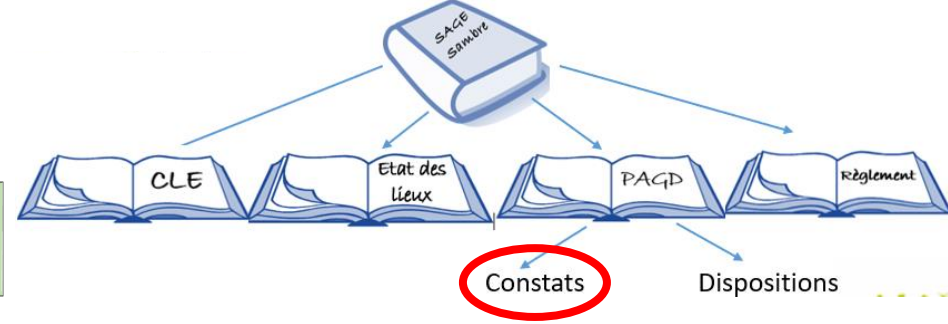 SAGE
Sambre
CLE
Etat des
lieux
PAGD
Règlement
Constats
Dispositions